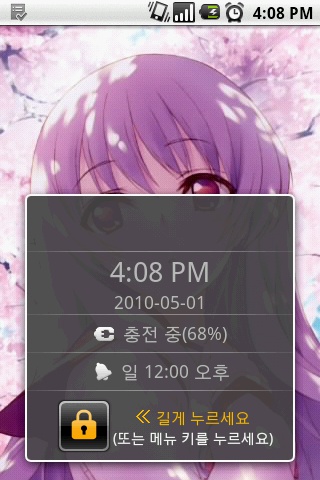 4:08 PM
4:08 PM
2010-05-01
충전 중(68%)
일 12:00 오후
길게 누르세요
(또는 메뉴 키를 누르세요)